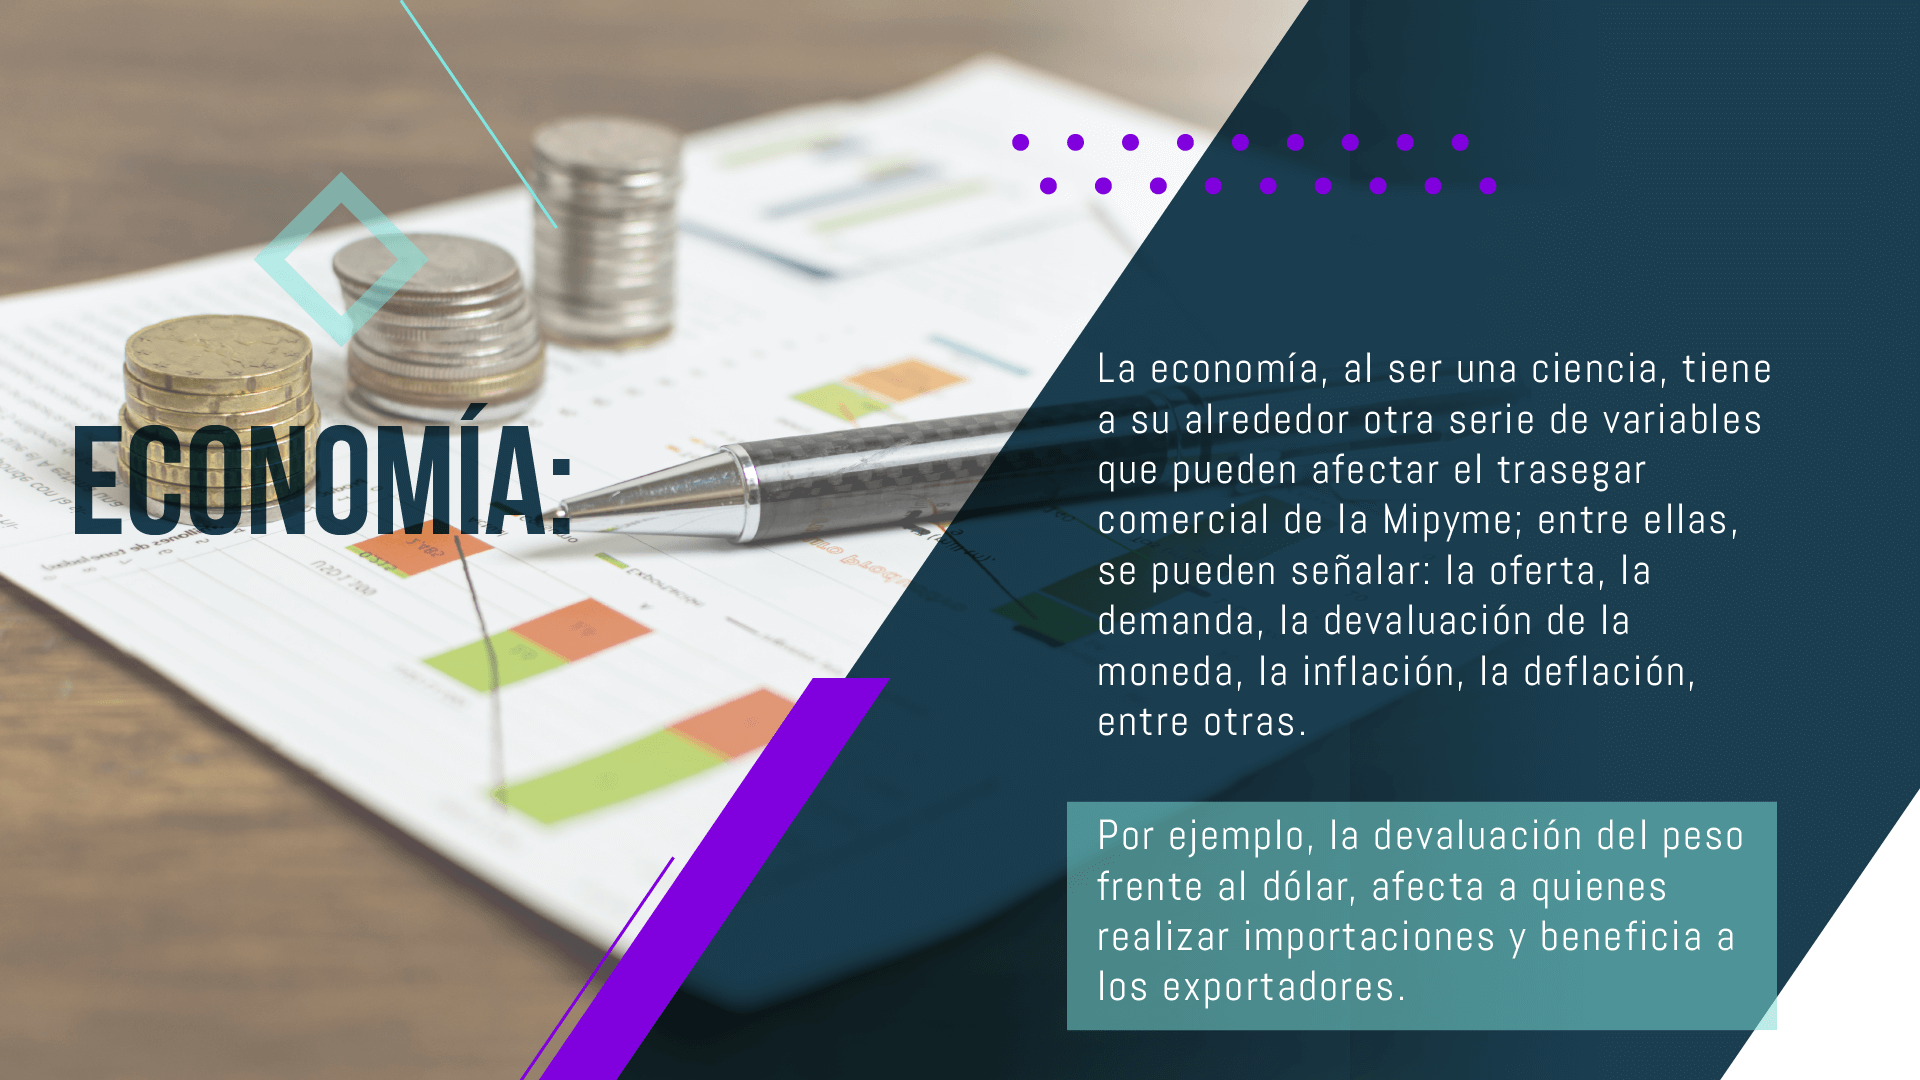 ECONOMÍA:
La economía, al ser una ciencia, tiene
a su alrededor otra serie de variables
que pueden afectar el trasegar
comercial de la Mipyme; entre ellas,
se pueden señalar: la oferta, la
demanda, la devaluación de la
moneda, la inflación, la deflación,
entre otras.
Por ejemplo, la devaluación del peso
frente al dólar, afecta a quienes
realizar importaciones y beneficia a
los exportadores.